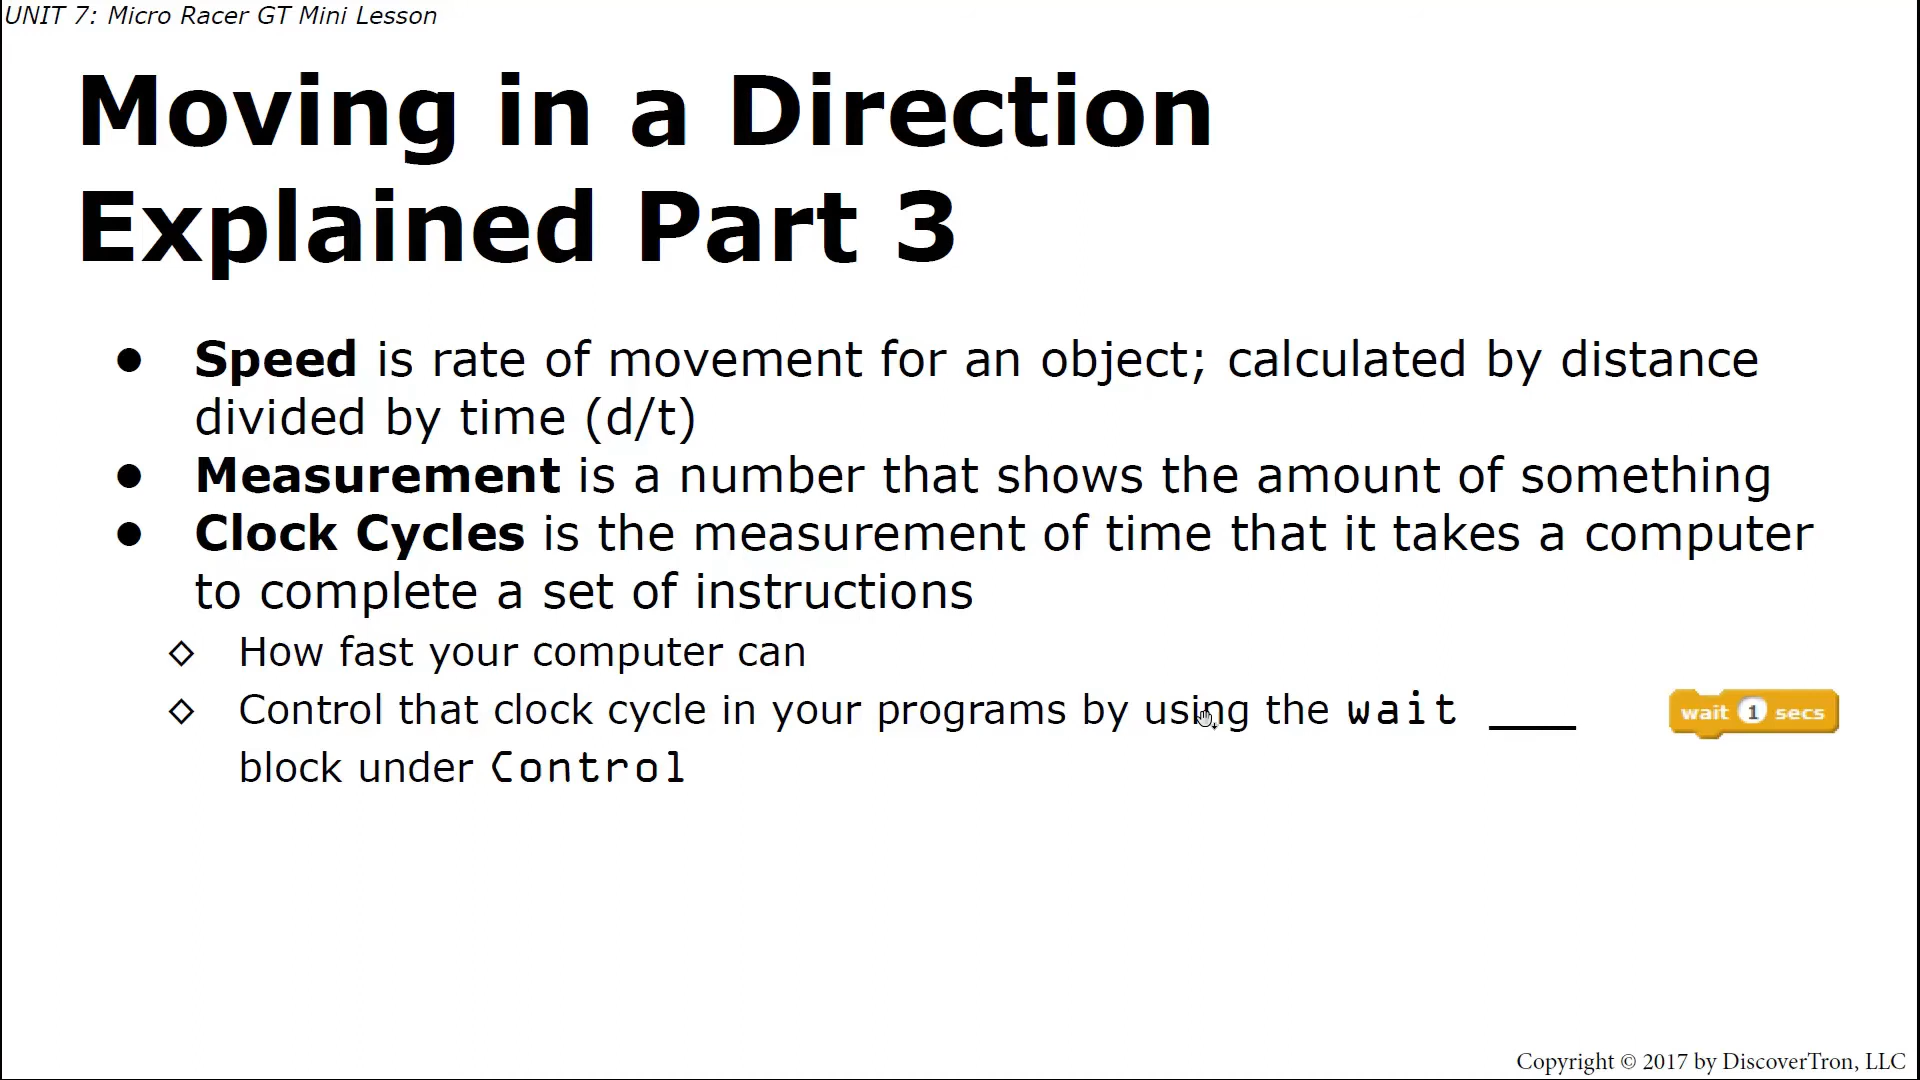 UNIT 7: Micro Racer GT Mini Lesson
Moving in a Direction
Explained Part 3
● Speed is rate of movement for an object; calculated by distance
divided by time (d/t)
● Measurement is a number that shows the amount of something
● Clock Cycles is the measurement of time that it takes a computer
to complete a set of instructions
◇ How fast your computer can
◇ Control that clock cycle in your programs by using the wait ___
wait 1 secs
block under Control
Copyright © 2017 by DiscoverTron, LLC